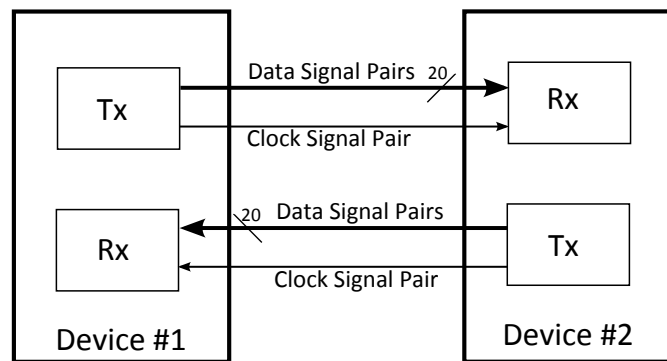 Data Signal Pairs 20
Tx
Rx
Clock Signal Pair
20 Data Signal Pairs
Rx
Tx
Clock Signal Pair
Device #1
Device #2